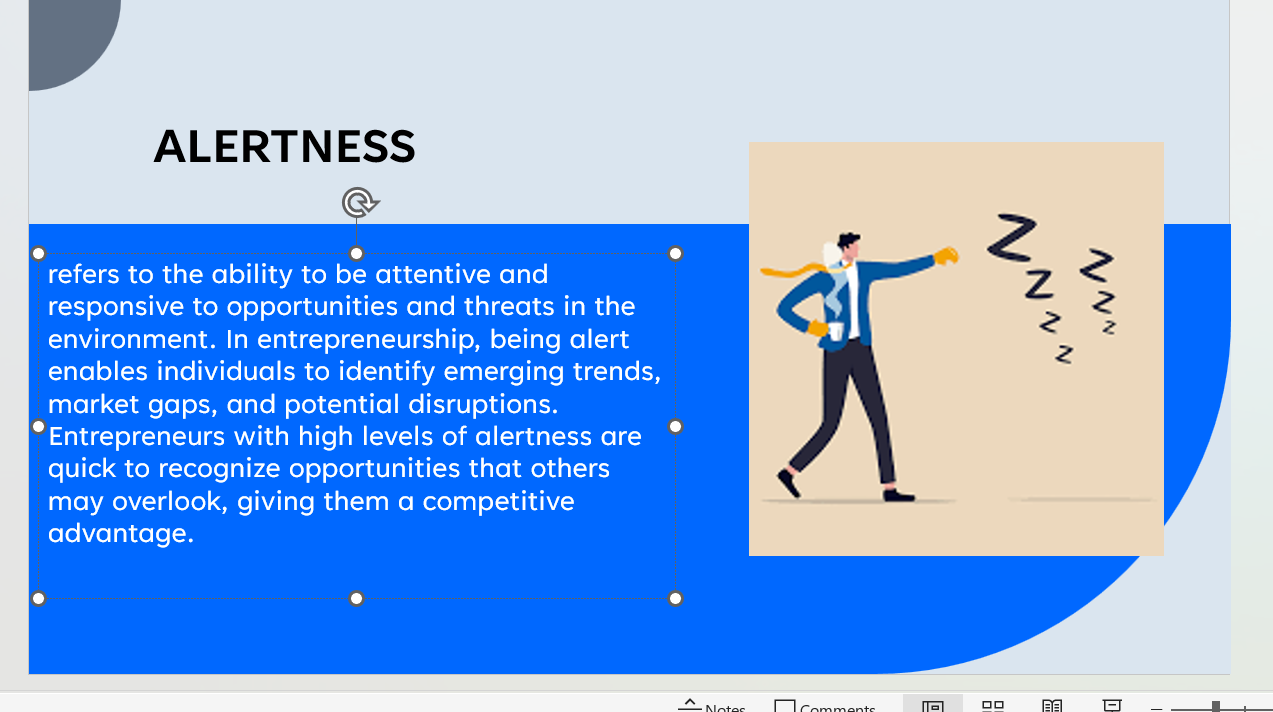 ALERTNESS
refers to the ability to be attentive and
responsive to opportunities and threats in the
environment. In entrepreneurship, being alert
enables individuals to identify emerging trends,
market gaps, and potential disruptions.
Entrepreneurs with high levels of alertness are
quick to recognize opportunities that others
may overlook, giving them a competitive
advantage.
Z
Z
Z
Z
Z
Z
Z
Notes
Comments